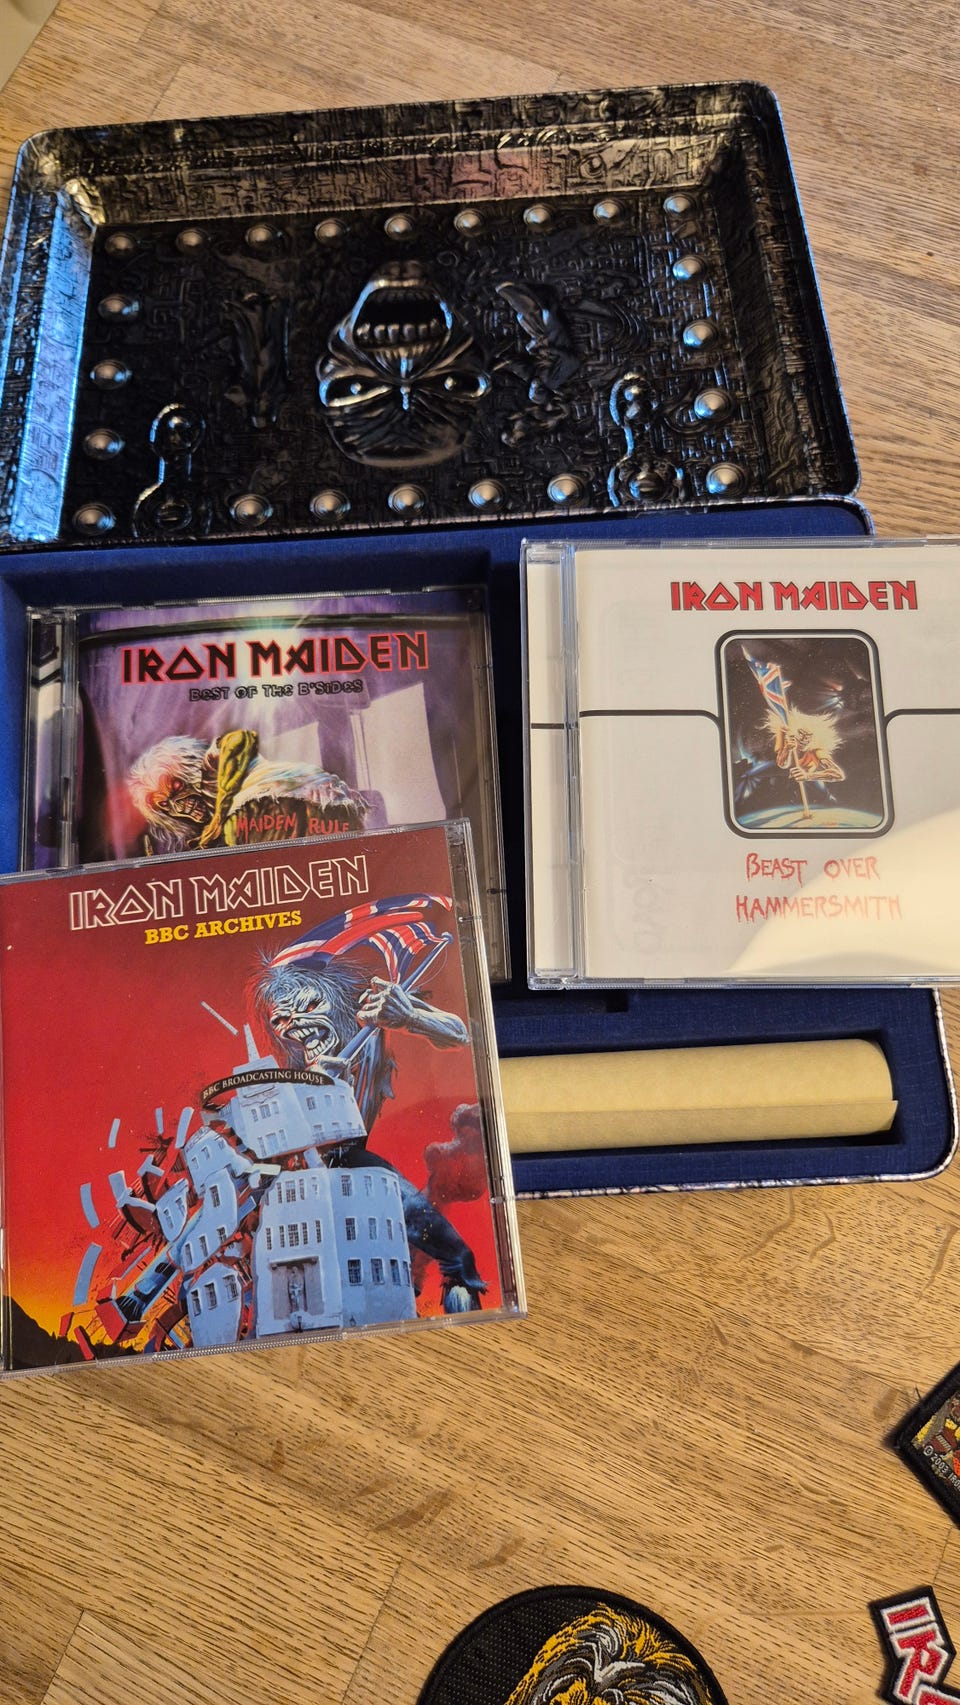 IRON MAIDEN
BEST OF THE B'SIDES
MAIDEN RULE
IRON MAIDEN
BEAST OVER
HAMMERSMITH
IRON MAIDEN
BBC ARCHIVES
BBC BROADCASTING HOUSE
©2003